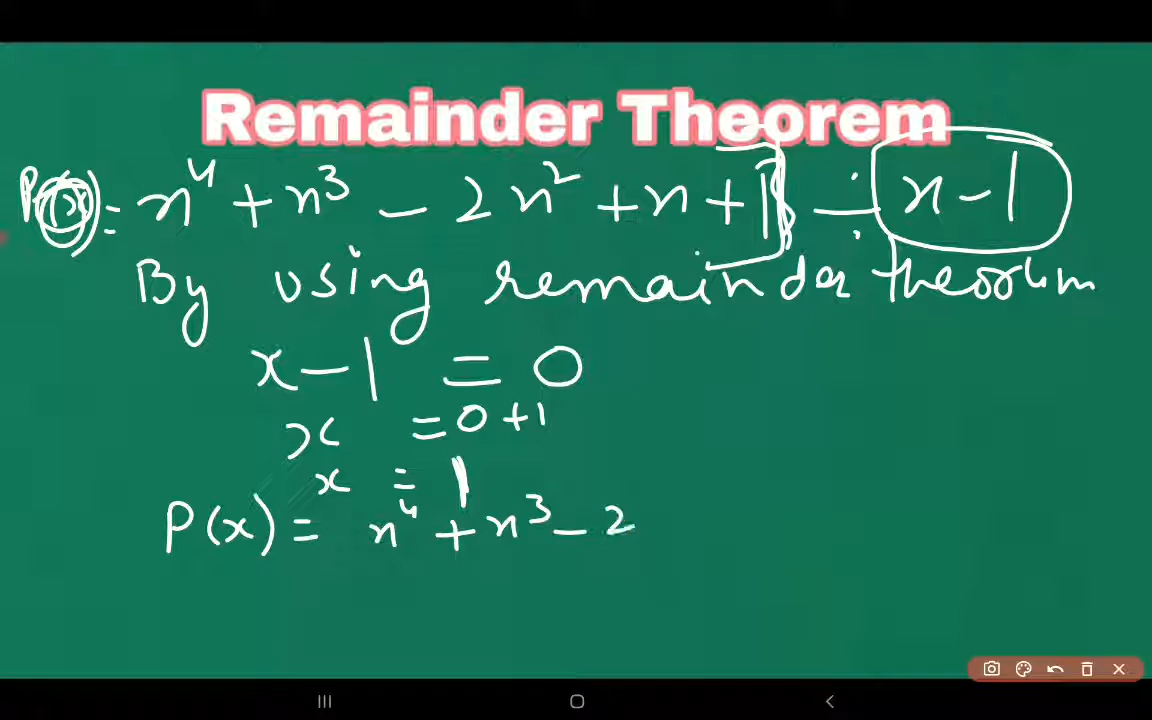 Remainder Theorem
P(x) = x⁴ + x³ - 2x² + x + 1 ÷ x - 1
By using remainder theorem
x - 1 = 0
x = 0 + 1
x = 1
P(x) = x⁴ + x³ - 2